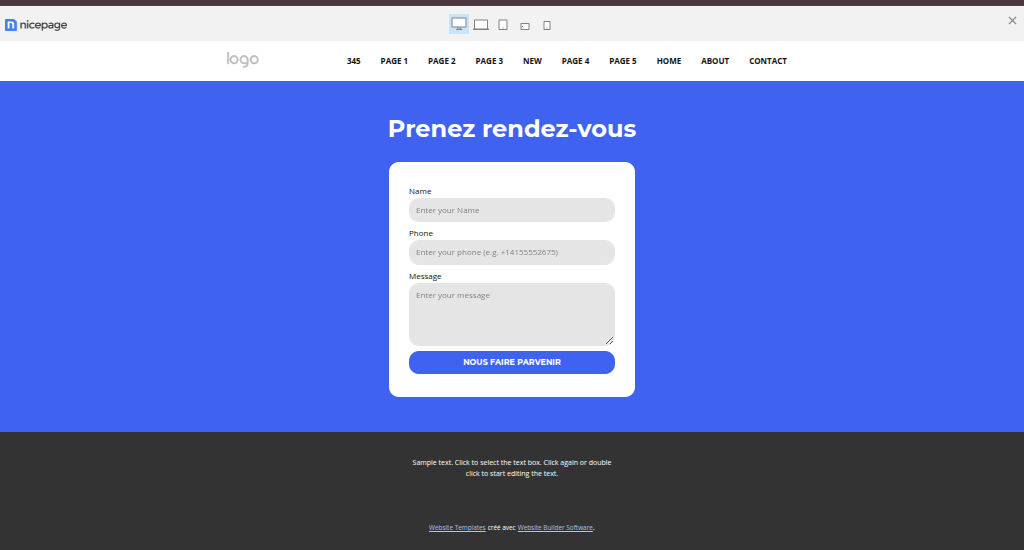 nicepage
logo
345 PAGE 1 PAGE 2 PAGE 3 NEW PAGE 4 PAGE 5 HOME ABOUT CONTACT
Prenez rendez-vous
Name
Enter your Name
Phone
Enter your phone (e.g. +14155552675)
Message
Enter your message
NOUS FAIRE PARVENIR
Sample text. Click to select the text box. Click again or double
click to start editing the text.
Website Templates créé avec Website Builder Software.